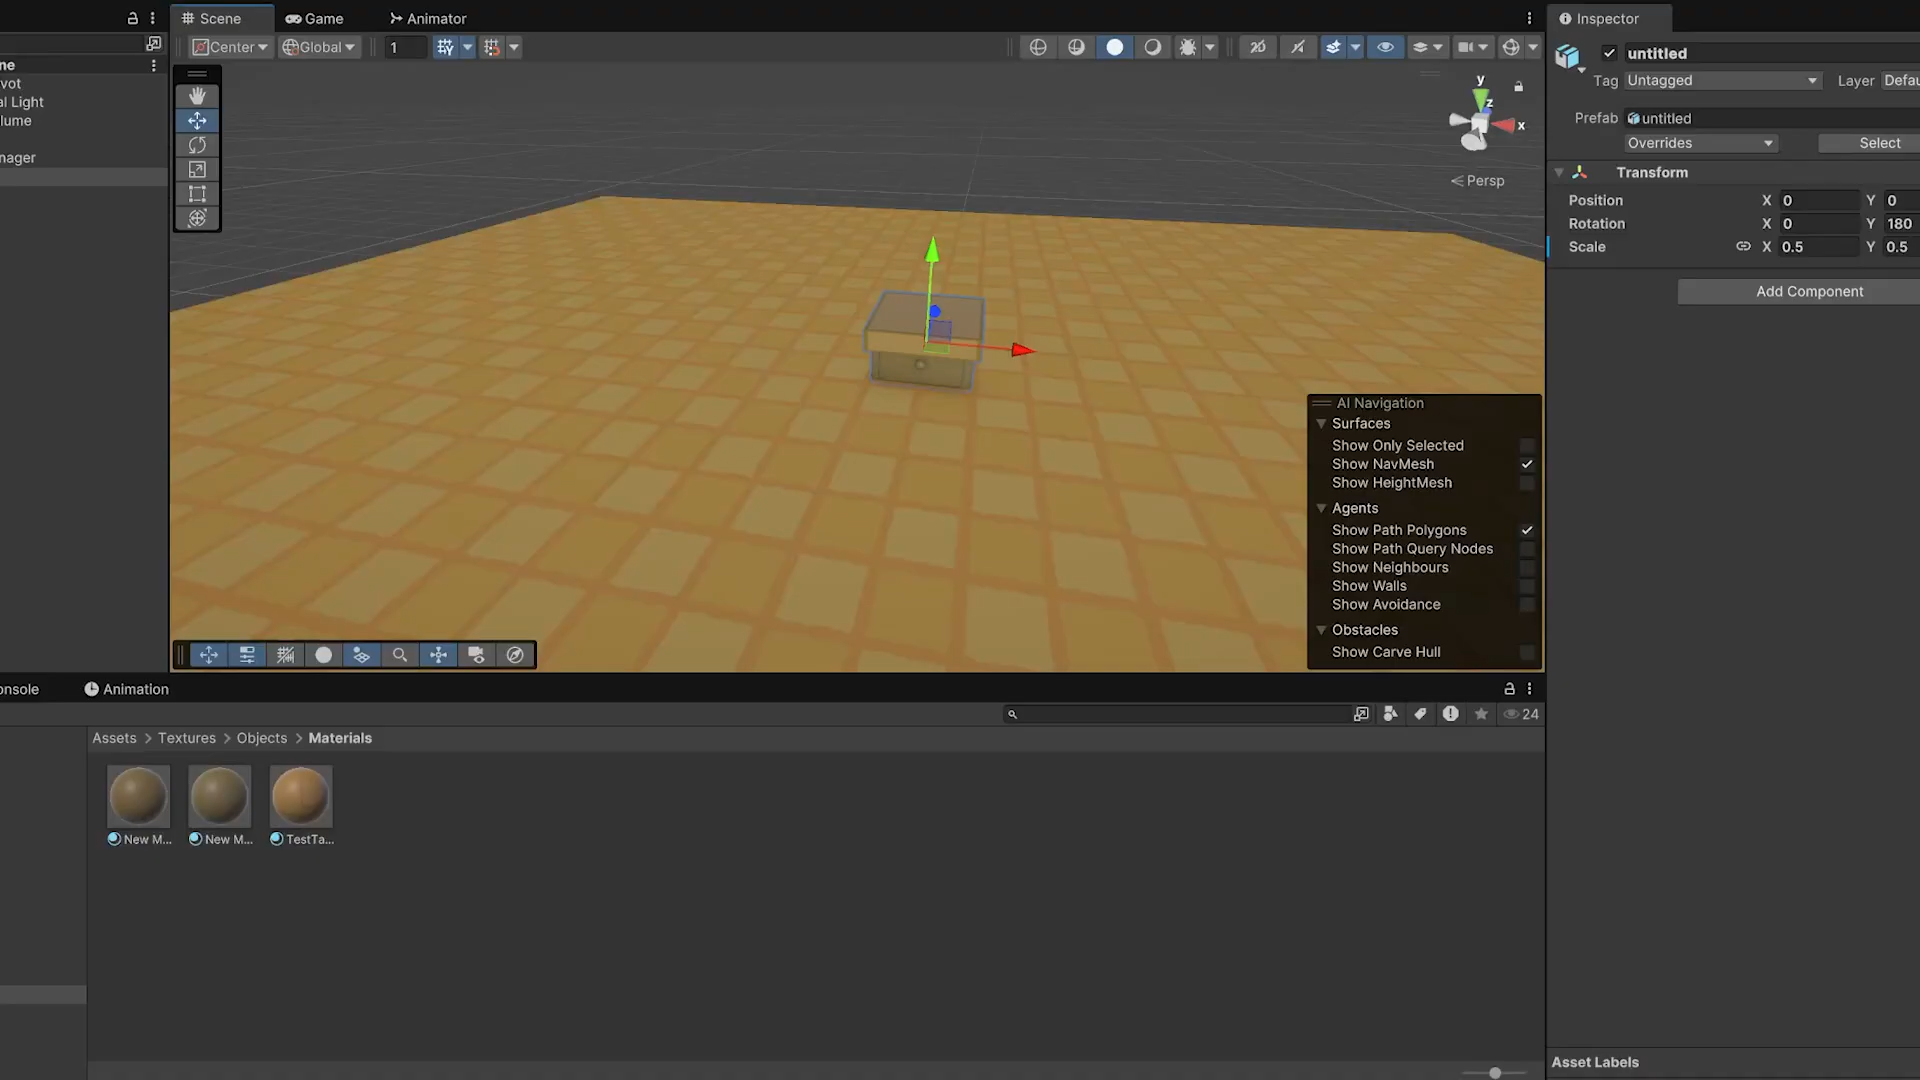 Scene
Game
Animator
Inspector
Center
Global
1
2D
untitled
Tag Untagged Layer Defau
Prefab untitled
Overrides Select
Transform
Position X 0 Y 0
Rotation X 0 Y 180
Scale X 0.5 Y 0.5
Add Component
ne
vot
al Light
lume
nager
y
z
x
Persp
AI Navigation
Surfaces
Show Only Selected
Show NavMesh
Show HeightMesh
Agents
Show Path Polygons
Show Path Query Nodes
Show Neighbours
Show Walls
Show Avoidance
Obstacles
Show Carve Hull
onsole
Animation
24
Assets > Textures > Objects > Materials
New M...
New M...
TestTa...
Asset Labels